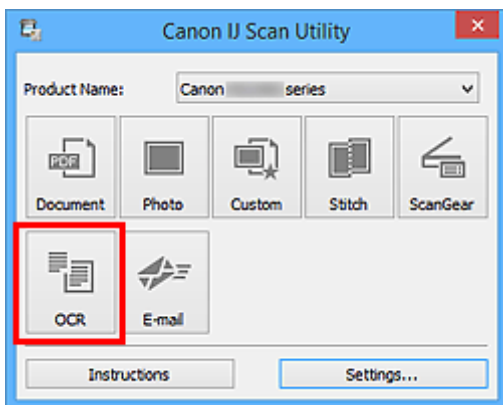 Canon IJ Scan Utility
Product Name: Canon series
PDF
Document Photo Custom Stitch ScanGear
OCR E-mail
Instructions Settings...